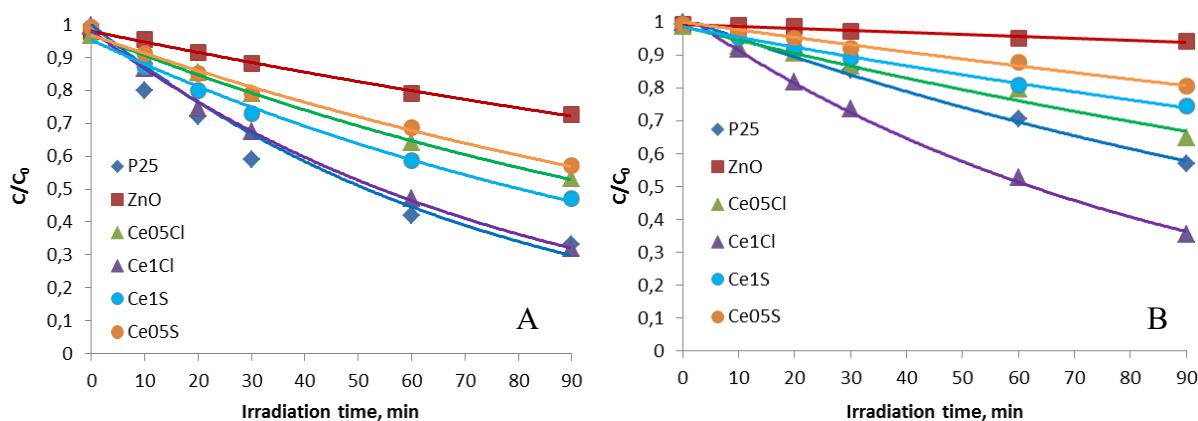 C/C₀
1
0,9
0,8
0,7
0,6
0,5
0,4
0,3
0,2
0,1
0
P25
ZnO
Ce05Cl
Ce1Cl
Ce1S
Ce05S
A
0 10 20 30 40 50 60 70 80 90
Irradiation time, min
C/C₀
1
0,9
0,8
0,7
0,6
0,5
0,4
0,3
0,2
0,1
0
P25
ZnO
Ce05Cl
Ce1Cl
Ce1S
Ce05S
B
0 10 20 30 40 50 60 70 80 90
Irradiation time, min